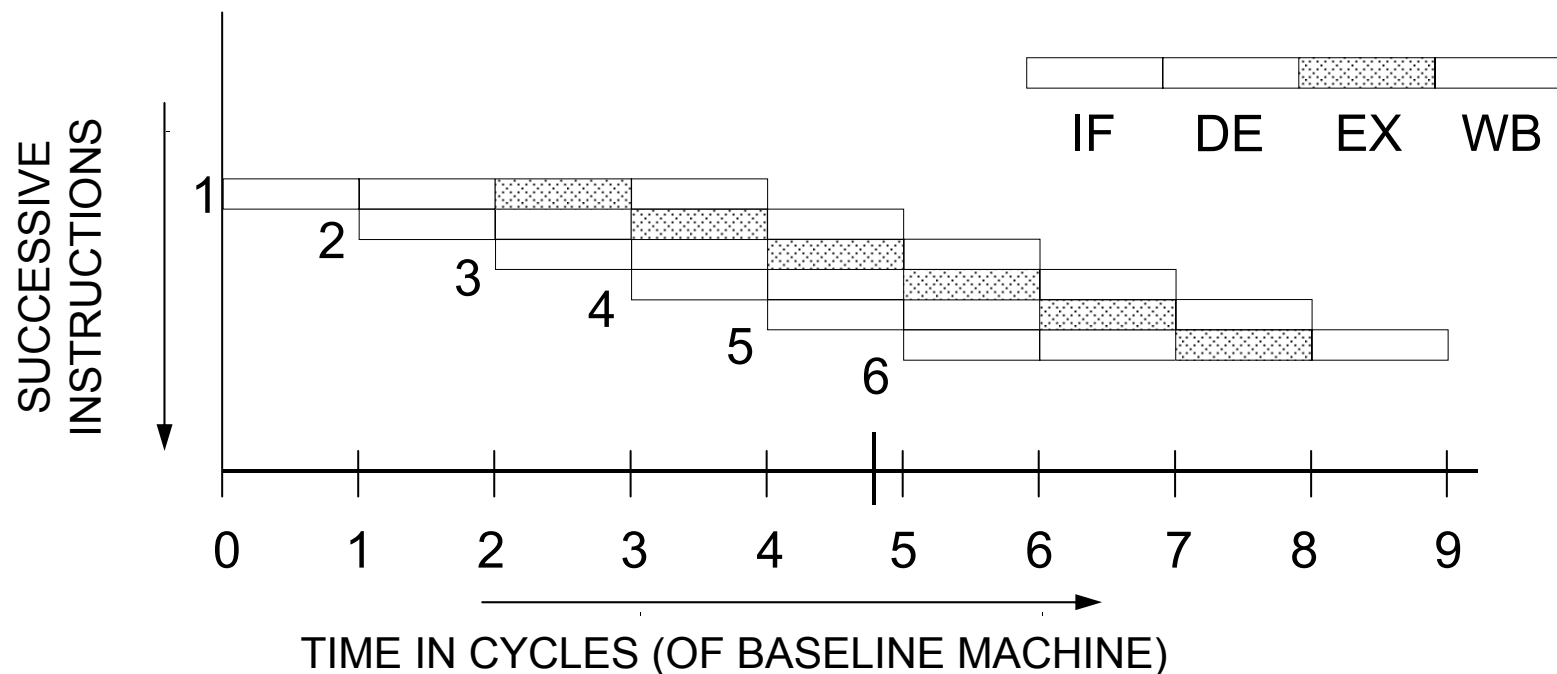 IF DE EX WB
SUCCESSIVE
INSTRUCTIONS
1
2
3
4
5
6
0 1 2 3 4 5 6 7 8 9
TIME IN CYCLES (OF BASELINE MACHINE)